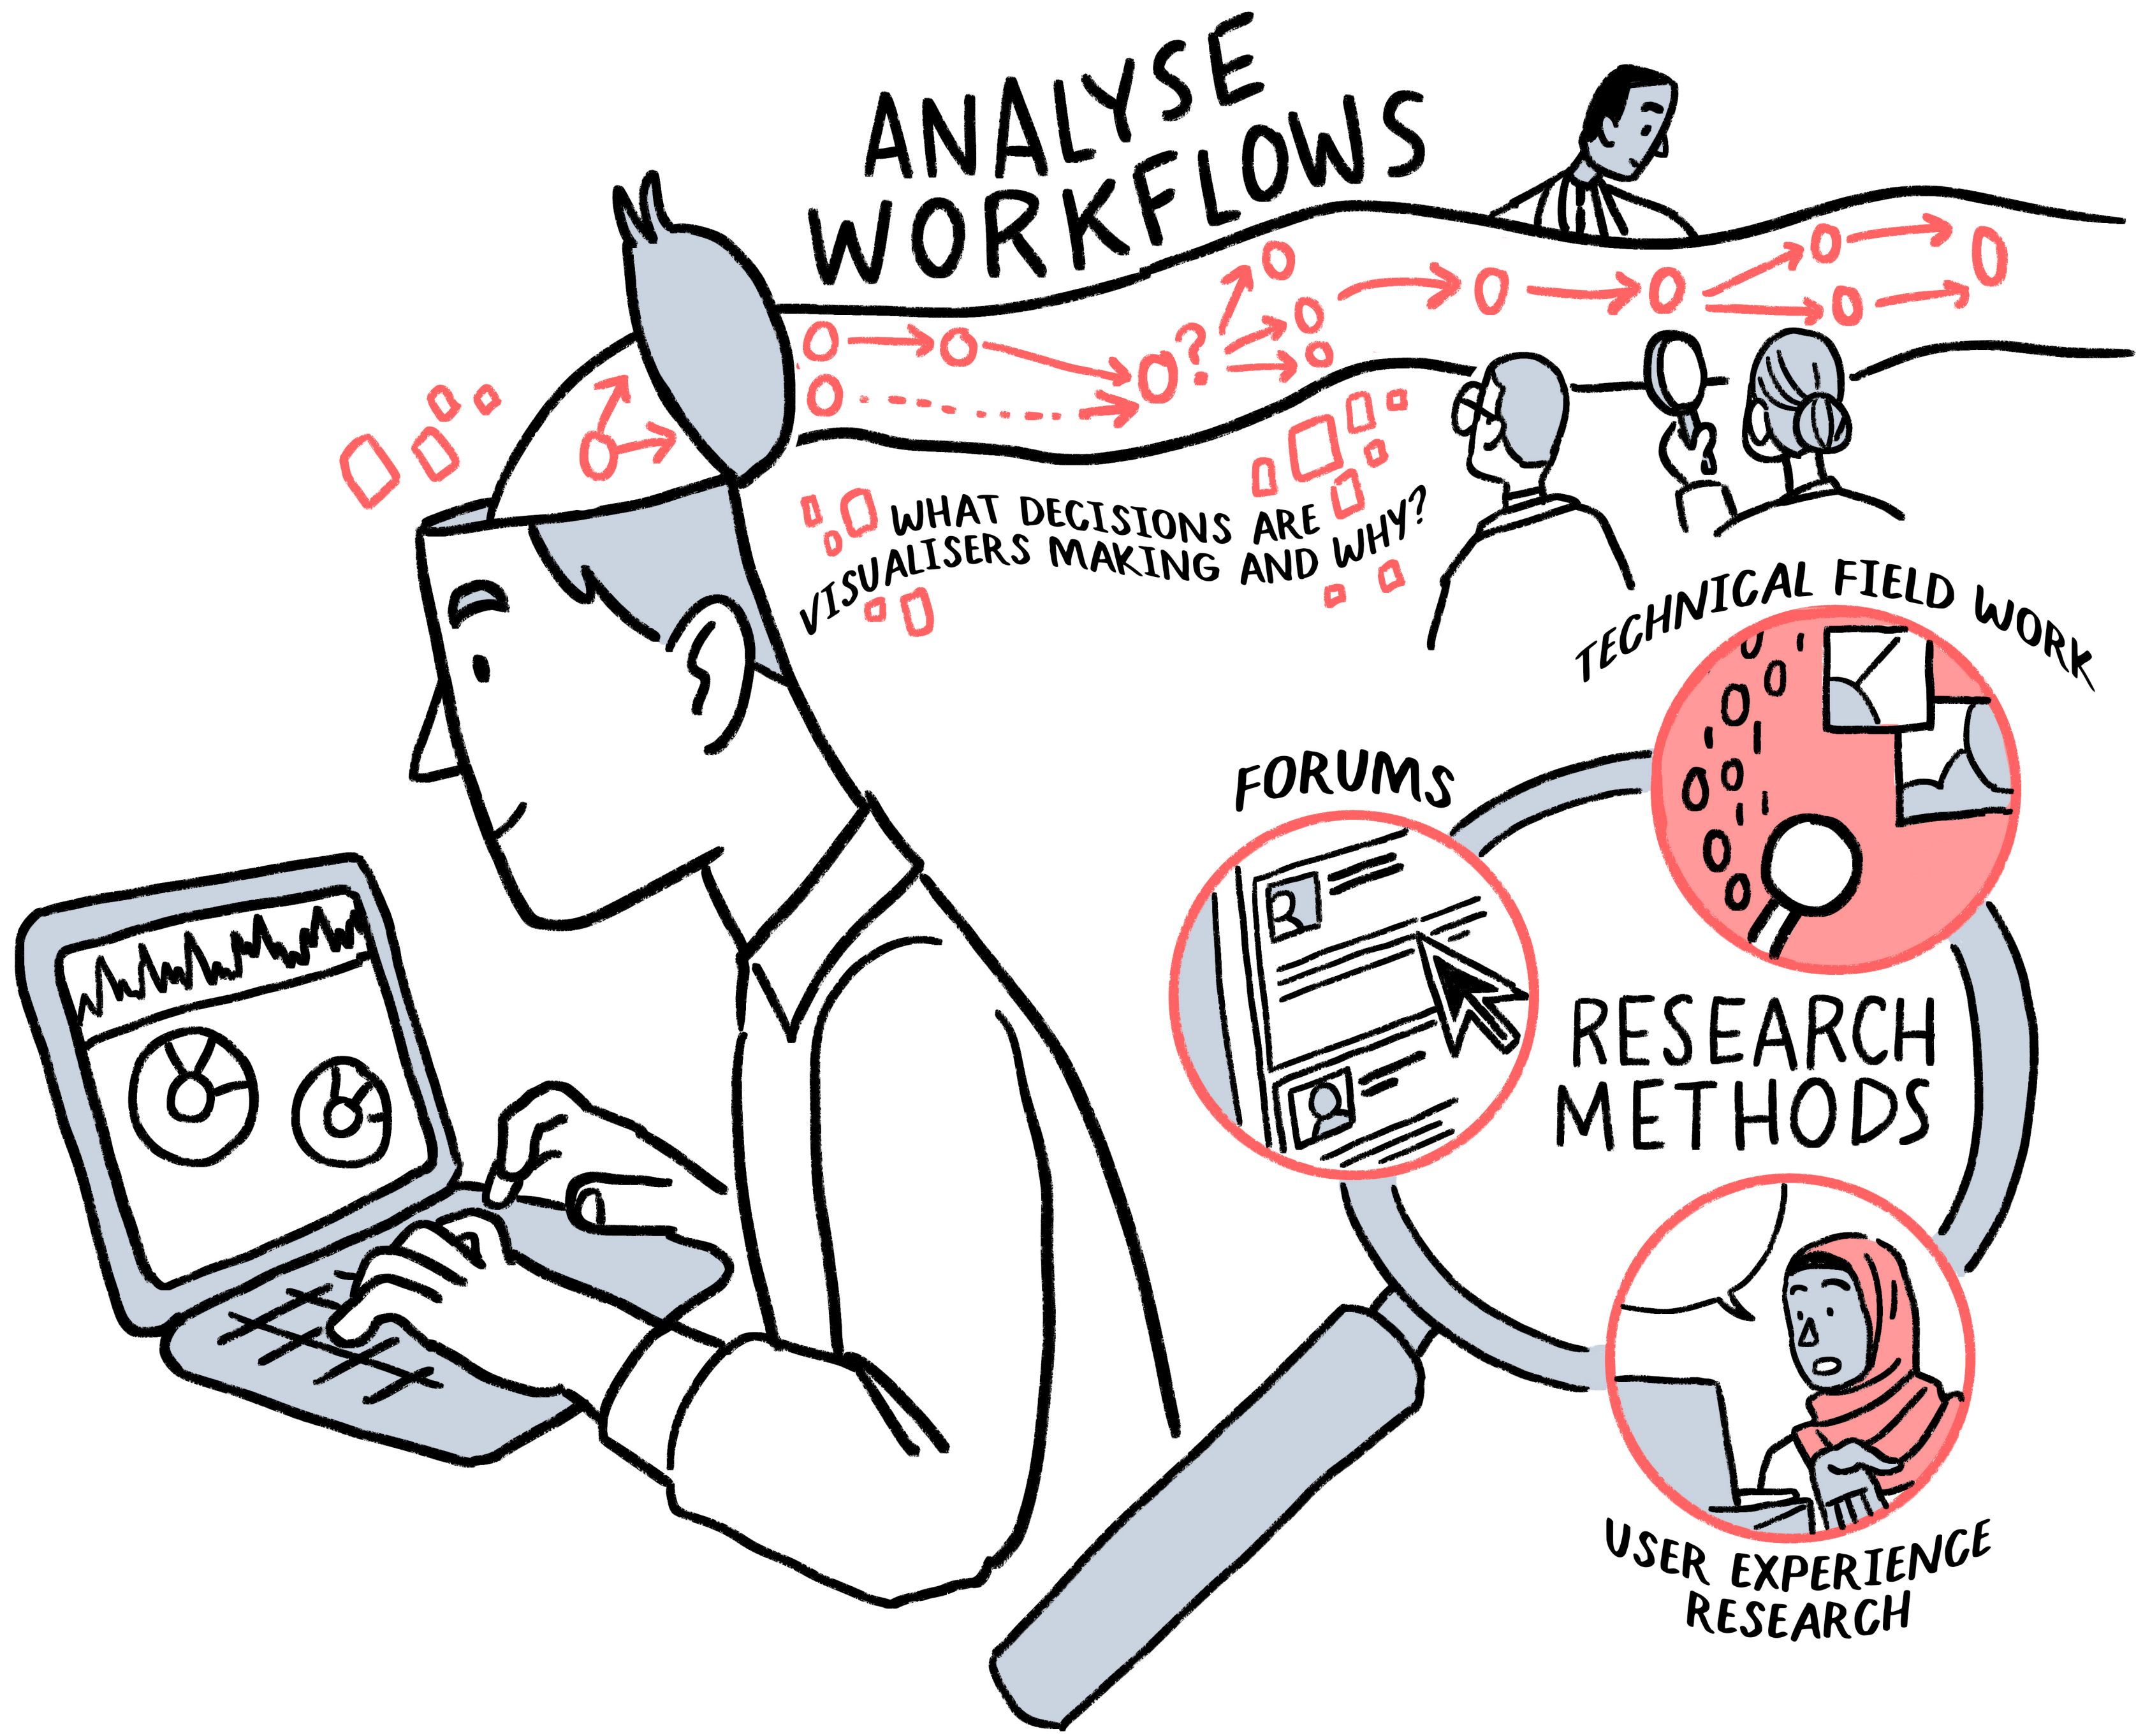 ANALYSE
WORKFLOWS
WHAT DECISIONS ARE
VISUALISERS MAKING AND WHY?
TECHNICAL FIELD WORK
FORUMS
RESEARCH
METHODS
USER EXPERIENCE
RESEARCH